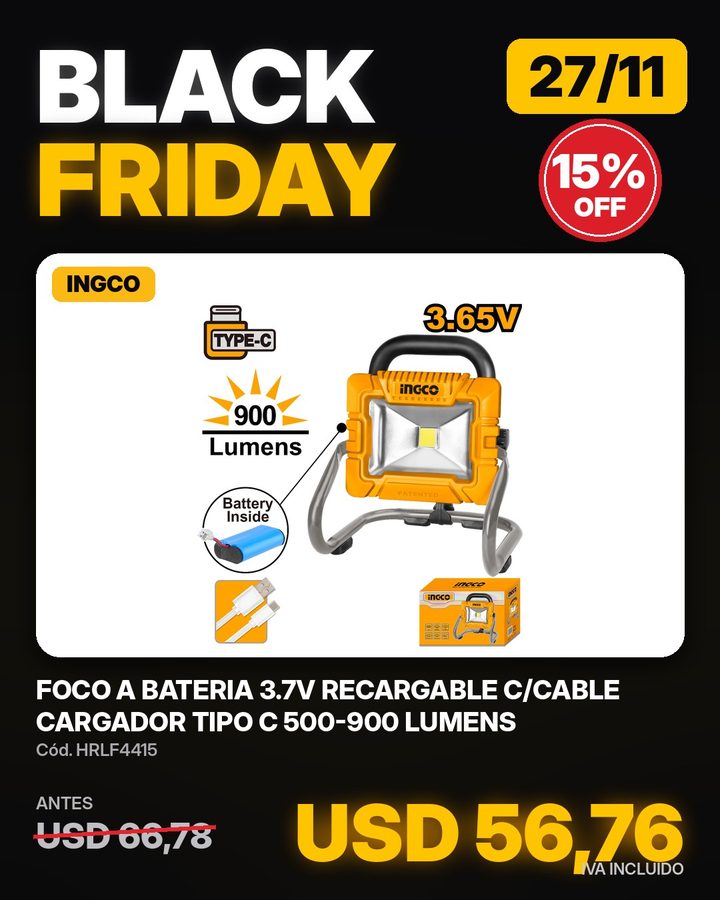 BLACK
FRIDAY
27/11
15%
OFF
INGCO
TYPE-C
3.65V
INGCO
900
Lumens
Battery
Inside
PATENTED
INGCO
INGCO
FOCO A BATERIA 3.7V RECARGABLE C/CABLE
CARGADOR TIPO C 500-900 LUMENS
Cód. HRLF4415
ANTES
USD 66,78
USD 56,76
IVA INCLUIDO